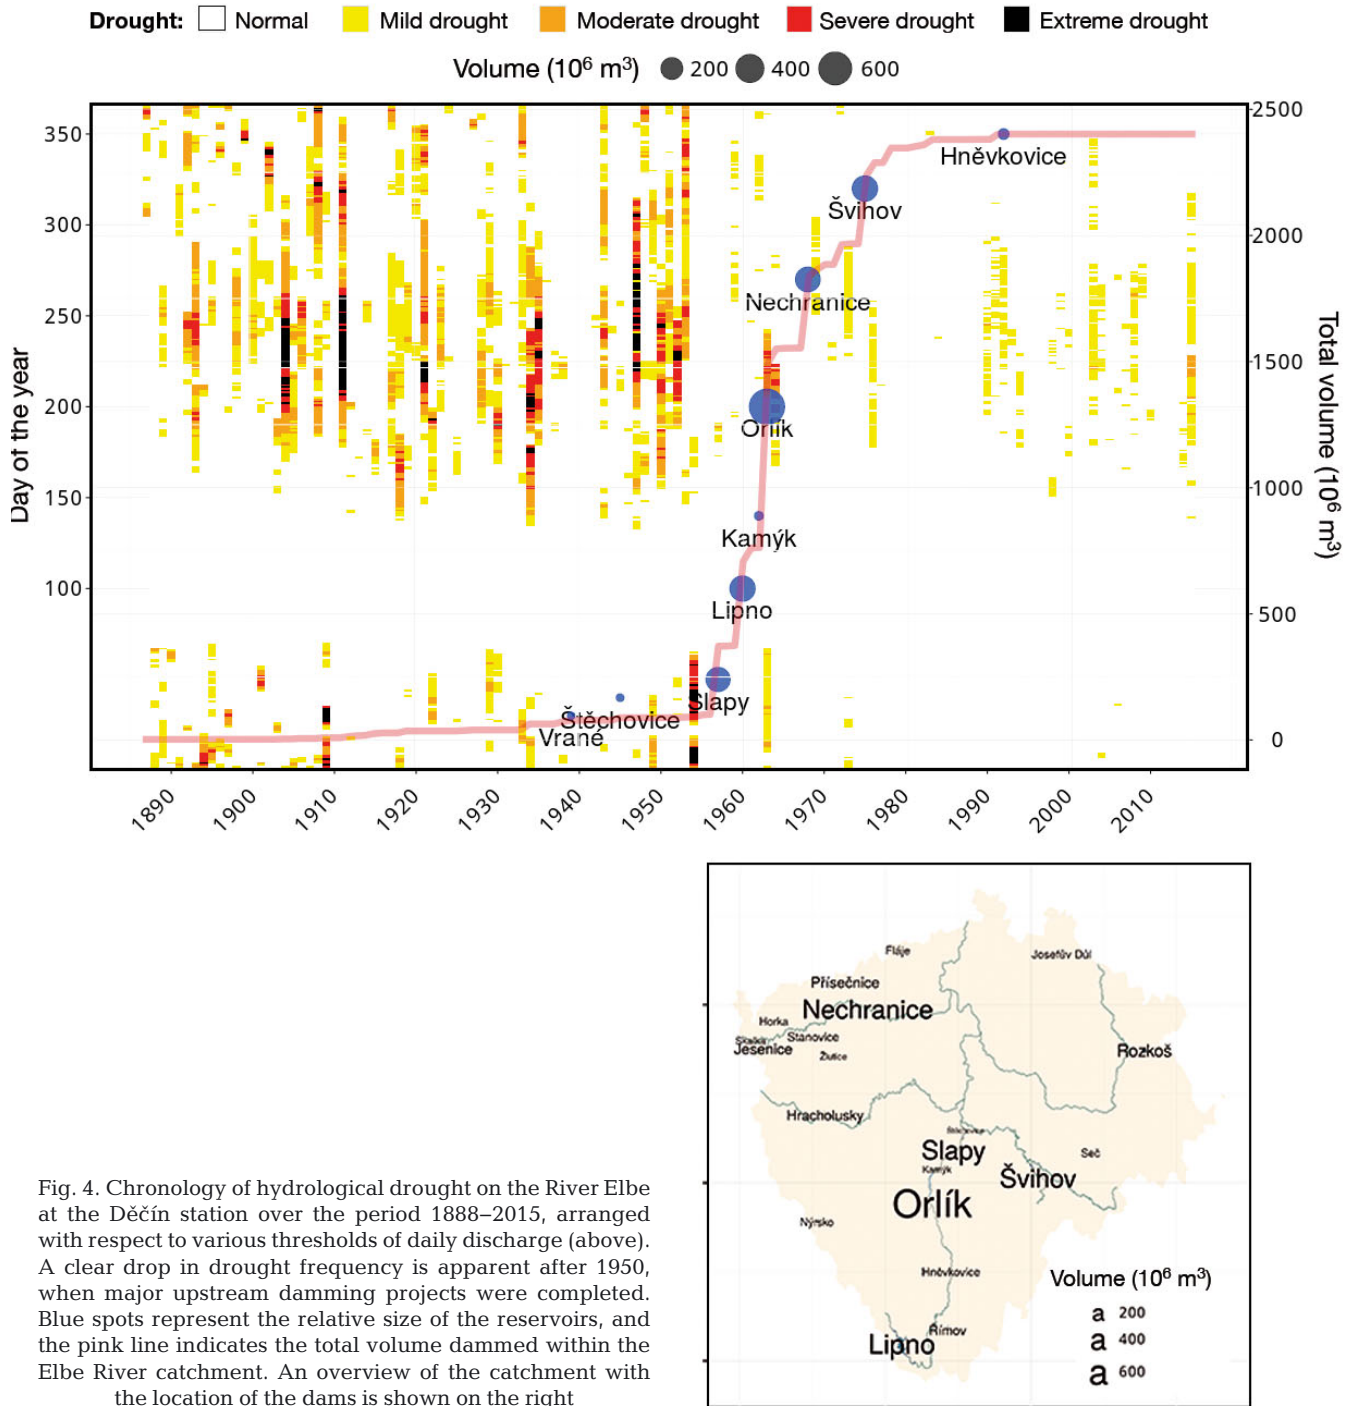 Drought: Normal Mild drought Moderate drought Severe drought Extreme drought
Volume (10⁶ m³) 200 400 600
Day of the year
350
300
250
200
150
100
Total volume (10⁶ m³)
2500
2000
1500
1000
500
0
Hněvkovice
Švihov
Nechranice
Orlík
Kamýk
Lipno
Slapy
Štěchovice
Vrané
1890 1900 1910 1920 1930 1940 1950 1960 1970 1980 1990 2000 2010
Fláje
Josefův Důl
Přísečnice
Nechranice
Horka
Skalka
Stanovice
Jesenice
Žlutice
Rozkoš
Hracholusky
Štěchovice
Slapy
Seč
Kamýk
Švihov
Orlík
Nýrsko
Hněvkovice
Římov
Lipno
Volume (10⁶ m³)
a 200
a 400
a 600
Fig. 4. Chronology of hydrological drought on the River Elbe
at the Děčín station over the period 1888–2015, arranged
with respect to various thresholds of daily discharge (above).
A clear drop in drought frequency is apparent after 1950,
when major upstream damming projects were completed.
Blue spots represent the relative size of the reservoirs, and
the pink line indicates the total volume dammed within the
Elbe River catchment. An overview of the catchment with
the location of the dams is shown on the right